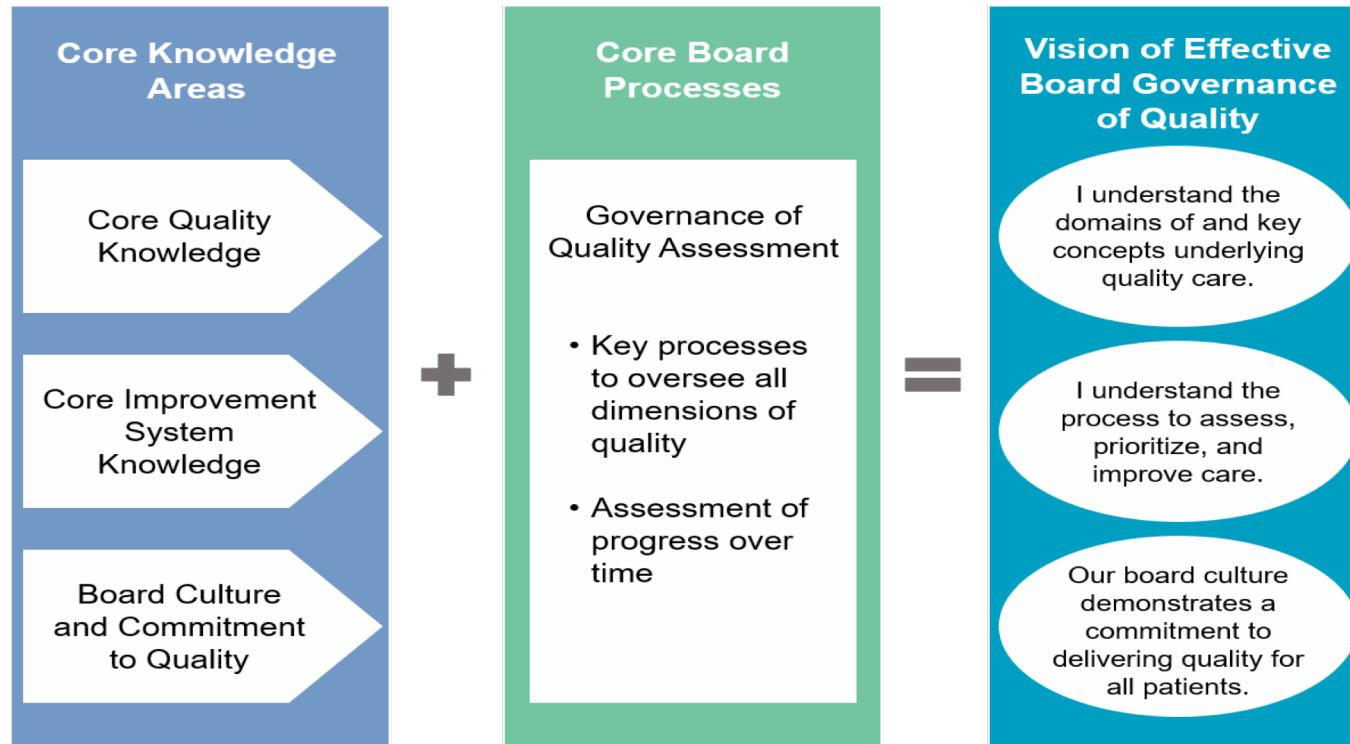 Core Knowledge
Areas
Core Quality
Knowledge
Core Improvement
System
Knowledge
Board Culture
and Commitment
to Quality
+
Core Board
Processes
Governance of
Quality Assessment
• Key processes
to oversee all
dimensions of
quality
• Assessment of
progress over
time
=
Vision of Effective
Board Governance
of Quality
I understand the
domains of and key
concepts underlying
quality care.
I understand the
process to assess,
prioritize, and
improve care.
Our board culture
demonstrates a
commitment to
delivering quality for
all patients.